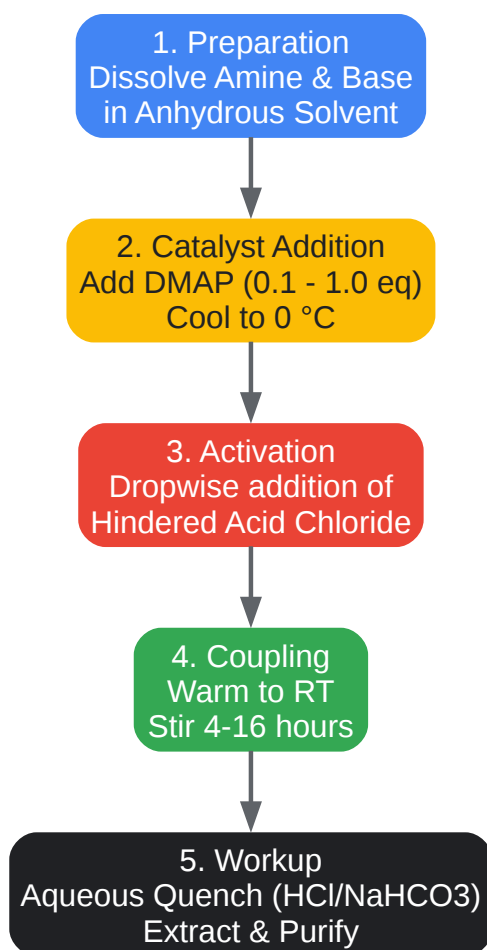 1. Preparation
Dissolve Amine & Base
in Anhydrous Solvent
2. Catalyst Addition
Add DMAP (0.1 - 1.0 eq)
Cool to 0 °C
3. Activation
Dropwise addition of
Hindered Acid Chloride
4. Coupling
Warm to RT
Stir 4-16 hours
5. Workup
Aqueous Quench (HCl/NaHCO3)
Extract & Purify